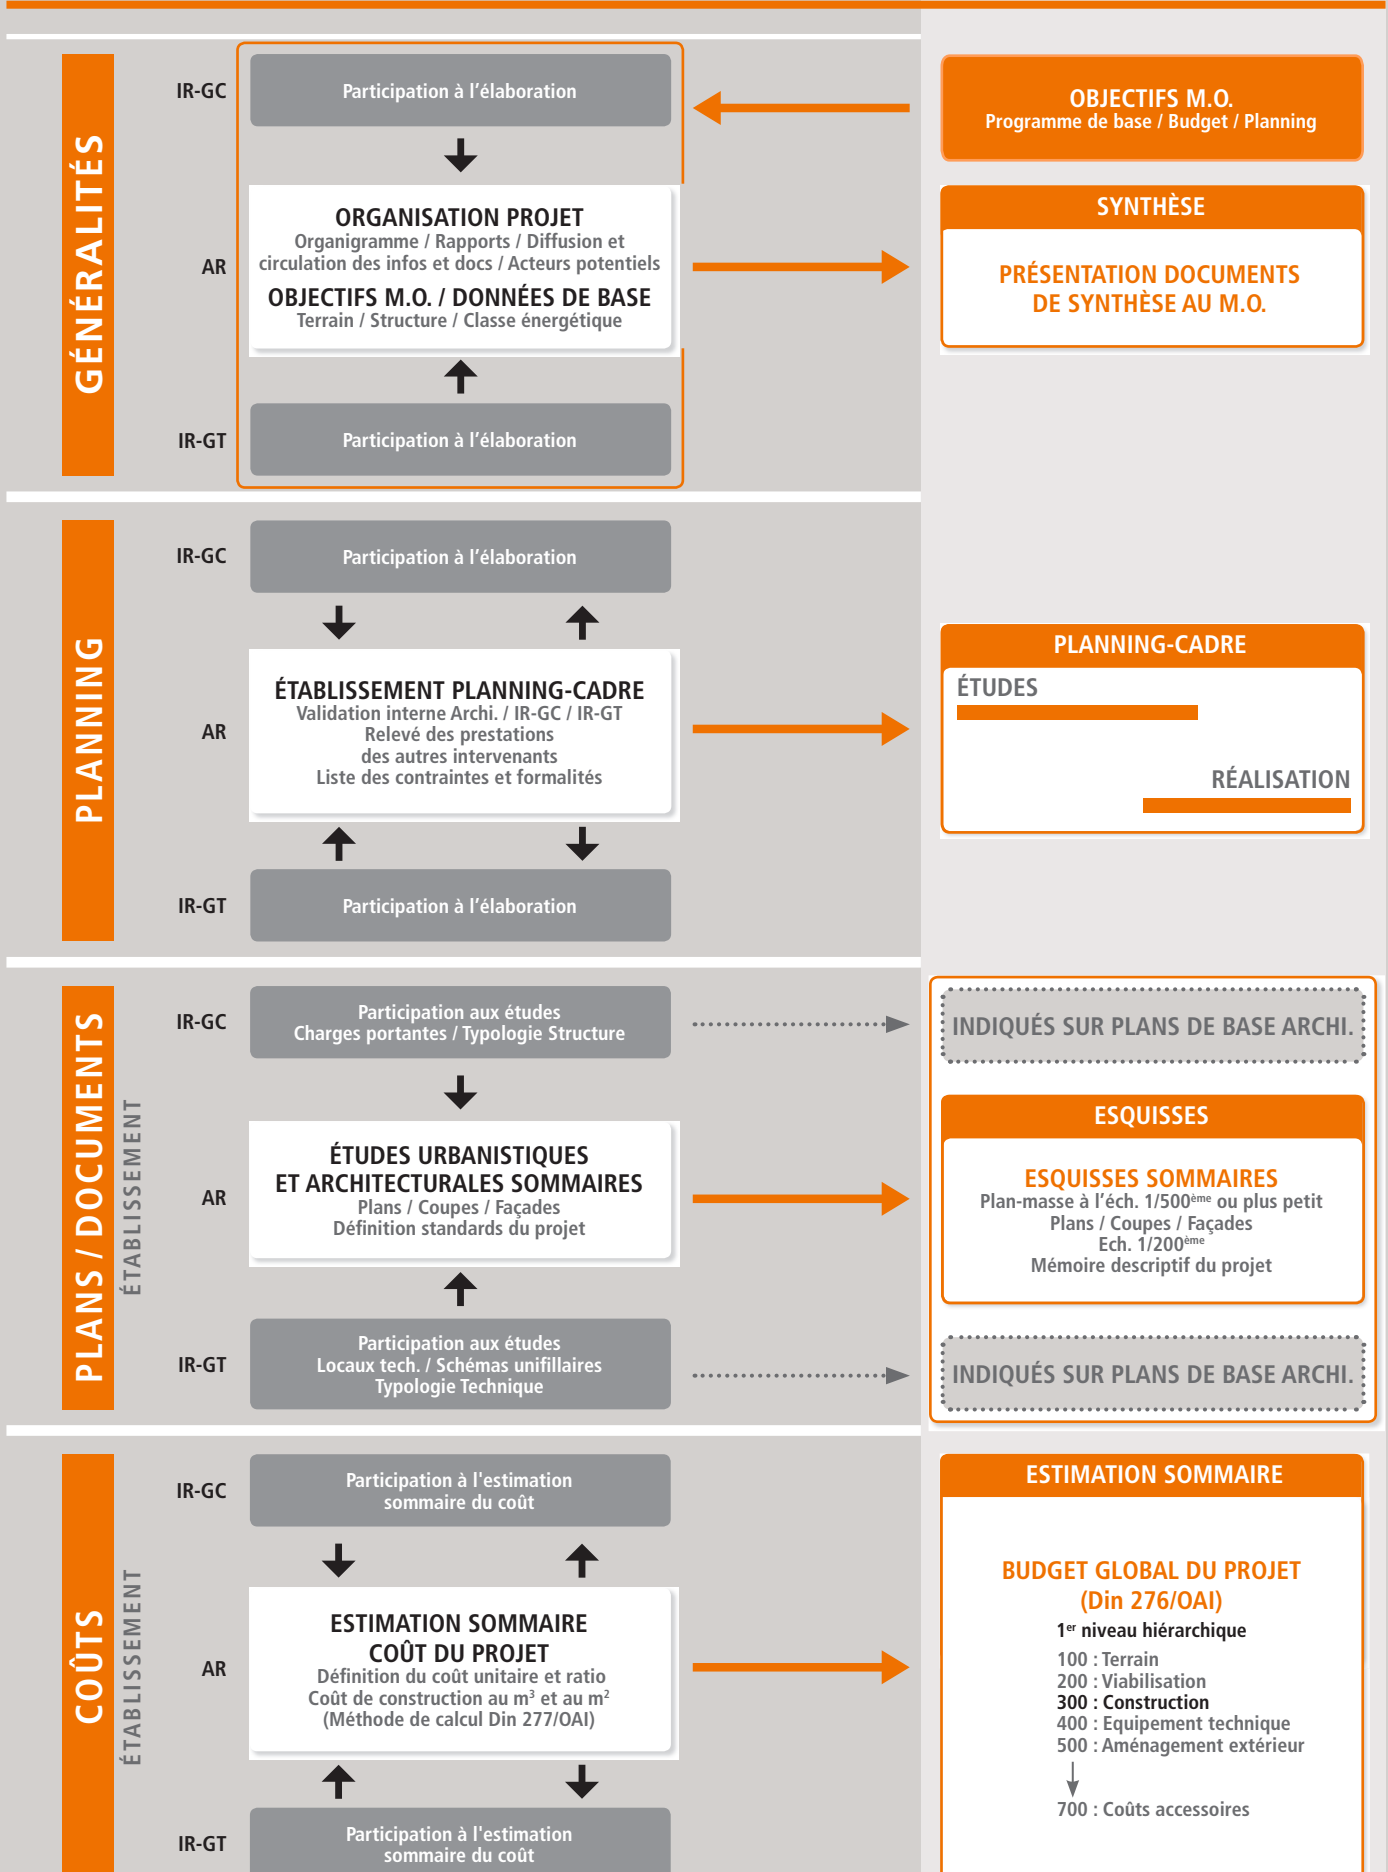 GÉNÉRALITÉS
IR-GC
Participation à l’élaboration
OBJECTIFS M.O.
Programme de base / Budget / Planning
AR
ORGANISATION PROJET
Organigramme / Rapports / Diffusion et
circulation des infos et docs / Acteurs potentiels
OBJECTIFS M.O. / DONNÉES DE BASE
Terrain / Structure / Classe énergétique
SYNTHÈSE
PRÉSENTATION DOCUMENTS
DE SYNTHÈSE AU M.O.
IR-GT
Participation à l’élaboration
PLANNING
IR-GC
Participation à l’élaboration
AR
ÉTABLISSEMENT PLANNING-CADRE
Validation interne Archi. / IR-GC / IR-GT
Relevé des prestations
des autres intervenants
Liste des contraintes et formalités
PLANNING-CADRE
ÉTUDES
RÉALISATION
IR-GT
Participation à l’élaboration
PLANS / DOCUMENTS
ÉTABLISSEMENT
IR-GC
Participation aux études
Charges portantes / Typologie Structure
INDIQUÉS SUR PLANS DE BASE ARCHI.
AR
ÉTUDES URBANISTIQUES
ET ARCHITECTURALES SOMMAIRES
Plans / Coupes / Façades
Définition standards du projet
ESQUISSES
ESQUISSES SOMMAIRES
Plan-masse à l’éch. 1/500ème ou plus petit
Plans / Coupes / Façades
Ech. 1/200ème
Mémoire descriptif du projet
IR-GT
Participation aux études
Locaux tech. / Schémas unifillaires
Typologie Technique
INDIQUÉS SUR PLANS DE BASE ARCHI.
COÛTS
ÉTABLISSEMENT
IR-GC
Participation à l'estimation
sommaire du coût
AR
ESTIMATION SOMMAIRE
COÛT DU PROJET
Définition du coût unitaire et ratio
Coût de construction au m³ et au m²
(Méthode de calcul Din 277/OAI)
ESTIMATION SOMMAIRE
BUDGET GLOBAL DU PROJET
(Din 276/OAI)
1er niveau hiérarchique
100 : Terrain
200 : Viabilisation
300 : Construction
400 : Equipement technique
500 : Aménagement extérieur
700 : Coûts accessoires
IR-GT
Participation à l'estimation
sommaire du coût